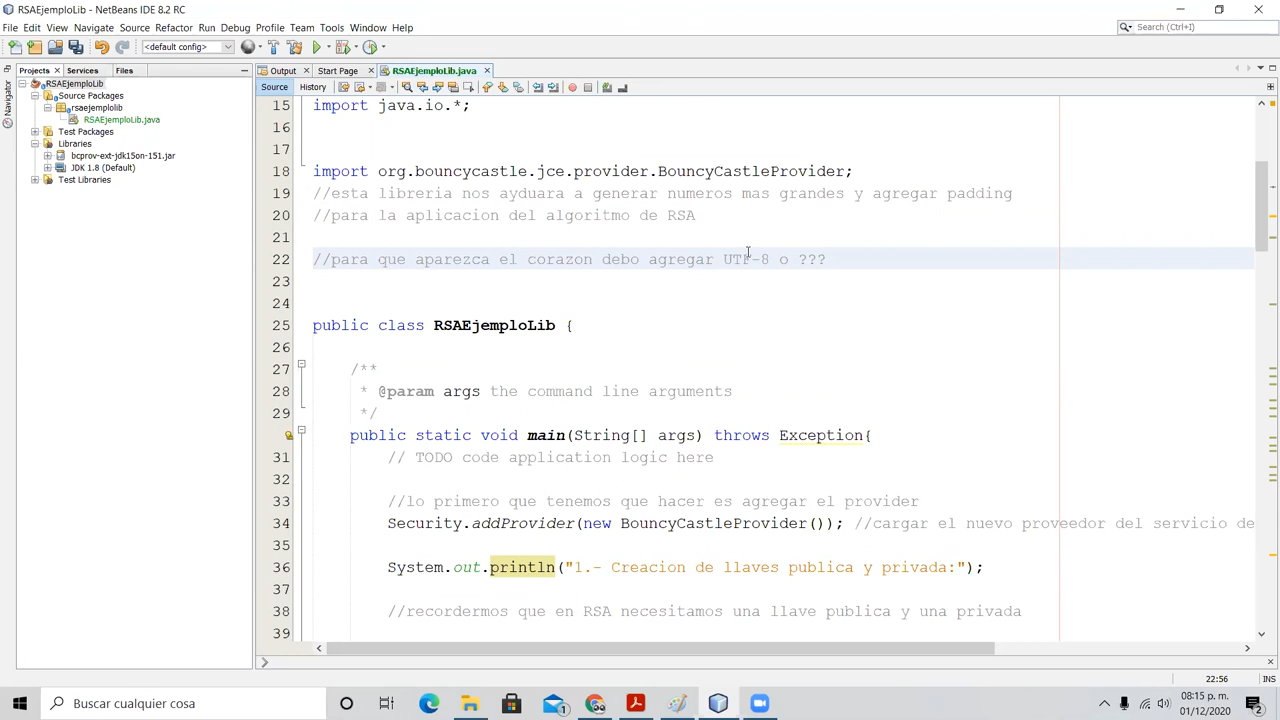 RSAEjemploLib - NetBeans IDE 8.2 RC
File Edit View Navigate Source Refactor Run Debug Profile Team Tools Window Help
Search (Ctrl+I)
<default config>
Projects Services Files
Output Start Page RSAEjemploLib.java
Navigator
Source History
RSAEjemploLib
Source Packages
rsaejemplolib
RSAEjemploLib.java
Test Packages
Libraries
bcprov-ext-jdk15on-151.jar
JDK 1.8 (Default)
Test Libraries
15 import java.io.*;
16
17
18 import org.bouncycastle.jce.provider.BouncyCastleProvider;
19 //esta libreria nos ayduara a generar numeros mas grandes y agregar padding
20 //para la aplicacion del algoritmo de RSA
21
22 //para que aparezca el corazon debo agregar UTF-8 o ???
23
24
25 public class RSAEjemploLib {
26
27 /**
28 * @param args the command line arguments
29 */
public static void main(String[] args) throws Exception{
31 // TODO code application logic here
32
33 //lo primero que tenemos que hacer es agregar el provider
34 Security.addProvider(new BouncyCastleProvider()); //cargar el nuevo proveedor del servicio de
35
36 System.out.println("1.- Creacion de llaves publica y privada:");
37
38 //recordermos que en RSA necesitamos una llave publica y una privada
39
22:56 INS
Buscar cualquier cosa
1
08:15 p. m.
01/12/2020
2